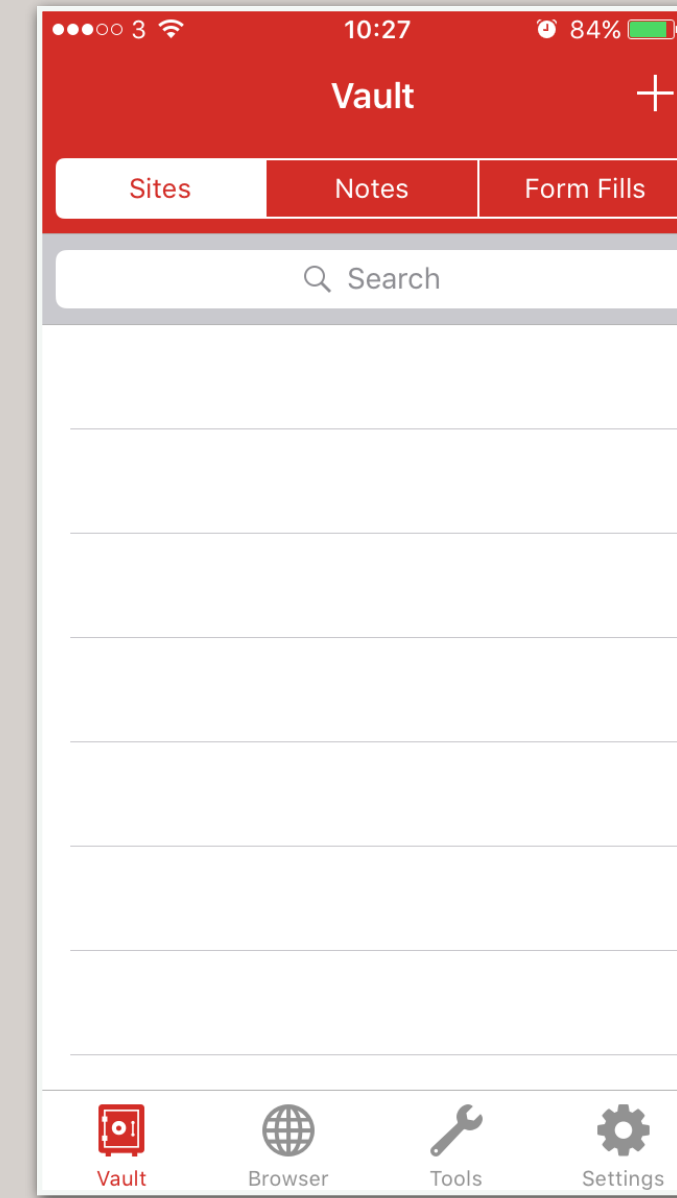 3 10:27 84%
Vault
Sites Notes Form Fills
Search
Vault Browser Tools Settings